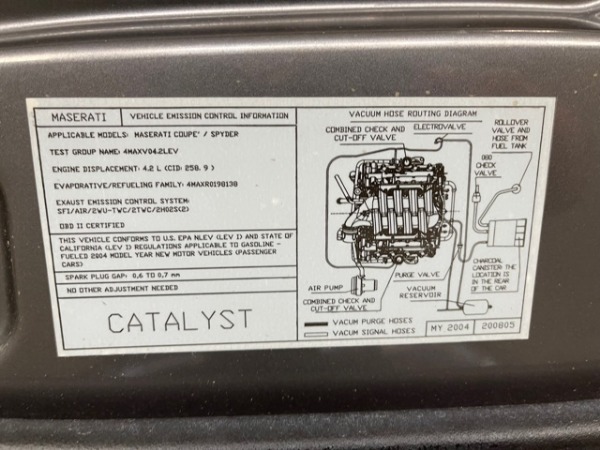 MASERATI
VEHICLE EMISSION CONTROL INFORMATION
APPLICABLE MODELS: MASERATI COUPE' / SPYDER
TEST GROUP NAME: 4MAXV04.2LEV
ENGINE DISPLACEMENT: 4.2 L (CID: 258. 9 )
EVAPORATIVE/REFUELING FAMILY: 4MAXR0190130
EXHAUST EMISSION CONTROL SYSTEM:
SFI/AIR/2WU-TWC/2TWC/2HO2S(2)
OBD II CERTIFIED
THIS VEHICLE CONFORMS TO U.S. EPA NLEV (LEV I) AND STATE OF
CALIFORNIA (LEV I) REGULATIONS APPLICABLE TO GASOLINE -
FUELED 2004 MODEL YEAR NEW MOTOR VEHICLES (PASSENGER
CARS)
SPARK PLUG GAP: 0,6 TO 0,7 mm
NO OTHER ADJUSTMENT NEEDED
CATALYST
VACUUM HOSE ROUTING DIAGRAM
COMBINED CHECK AND
CUT-OFF VALVE
ELECTROVALVE
ROLLOVER
VALVE AND
HOSE FROM
FUEL TANK
OBD
CHECK
VALVE
CHARCOAL
CANISTER: THE
LOCATION IS
IN THE REAR
OF THE CAR
PURGE VALVE
AIR PUMP
VACUUM
RESERVOIR
COMBINED CHECK AND
CUT-OFF VALVE
VACUM PURGE HOSES
VACUM SIGNAL HOSES
MY 2004
200805